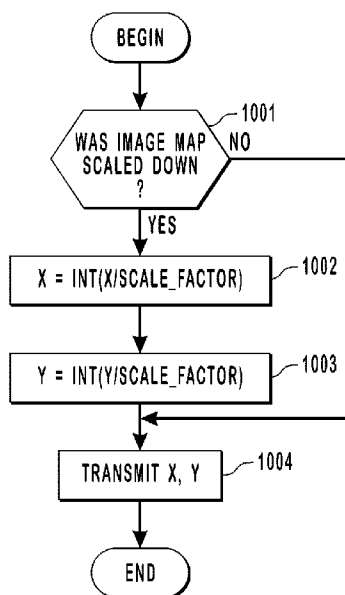 BEGIN
1001
WAS IMAGE MAP
SCALED DOWN
?
NO
YES
X = INT(X/SCALE_FACTOR)
1002
Y = INT(Y/SCALE_FACTOR)
1003
TRANSMIT X, Y
1004
END